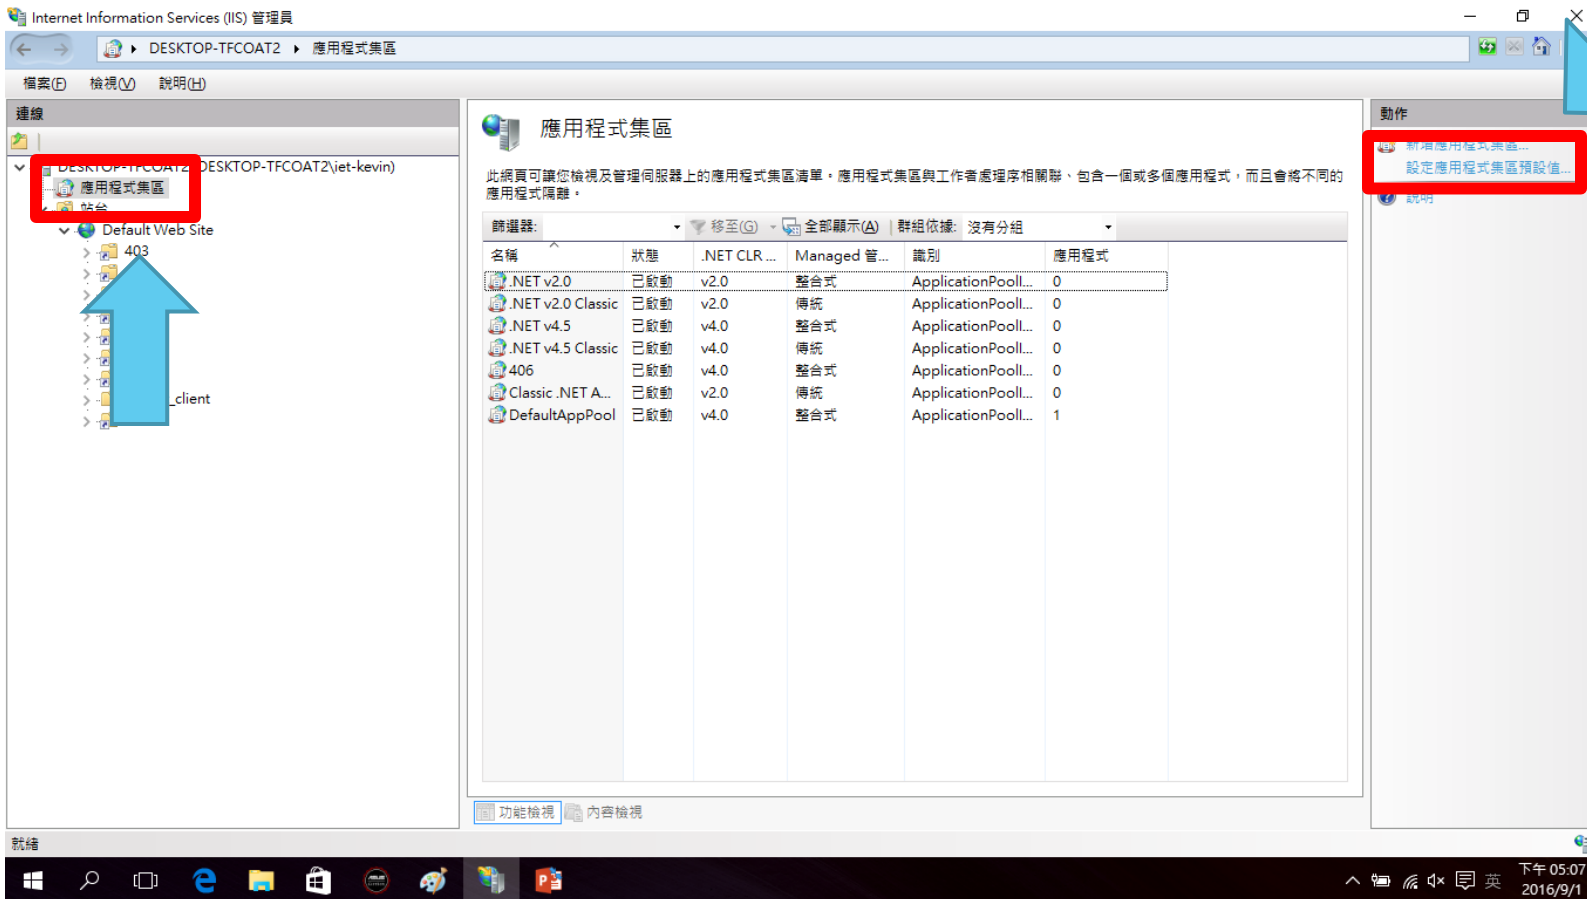 Internet Information Services (IIS) 管理員
DESKTOP-TFCOAT2 應用程式集區
檔案(F) 檢視(V) 說明(H)
連線
DESKTOP-TFCOAT2 (DESKTOP-TFCOAT2\iet-kevin)
應用程式集區
站台
Default Web Site
403
_client
應用程式集區
此網頁可讓您檢視及管理伺服器上的應用程式集區清單。應用程式集區與工作者處理序相關聯、包含一個或多個應用程式，而且會將不同的
應用程式隔離。
篩選器: 移至(G) 全部顯示(A) 群組依據: 沒有分組
名稱 狀態 .NET CLR ... Managed 管... 識別 應用程式
.NET v2.0 已啟動 v2.0 整合式 ApplicationPoolI... 0
.NET v2.0 Classic 已啟動 v2.0 傳統 ApplicationPoolI... 0
.NET v4.5 已啟動 v4.0 整合式 ApplicationPoolI... 0
.NET v4.5 Classic 已啟動 v4.0 傳統 ApplicationPoolI... 0
406 已啟動 v4.0 整合式 ApplicationPoolI... 0
Classic .NET A... 已啟動 v2.0 傳統 ApplicationPoolI... 0
DefaultAppPool 已啟動 v4.0 整合式 ApplicationPoolI... 1
功能檢視 內容檢視
動作
新增應用程式集區...
設定應用程式集區預設值...
說明
就緒
英
下午 05:07
2016/9/1